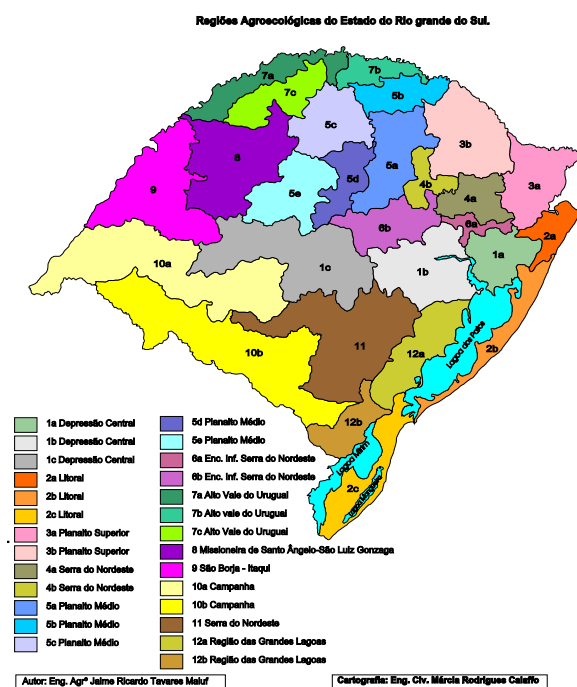 Regiões Agroecológicas do Estado do Rio grande do Sul.
7a
7b
7c
5b
5c
3b
8
5a
5d
4b
3a
9
5e
4a
6b
6a
2a
10a
1a
1c
1b
Lagoa dos Patos
11
2b
10b
12a
12b
Lagoa Mirim
2c
Lagoa Mangueira
1a Depressão Central
1b Depressão Central
1c Depressão Central
2a Litoral
2b Litoral
2c Litoral
3a Planalto Superior
3b Planalto Superior
4a Serra do Nordeste
4b Serra do Nordeste
5a Planalto Médio
5b Planalto Médio
5c Planalto Médio
5d Planalto Médio
5e Planalto Médio
6a Enc. Inf. Serra do Nordeste
6b Enc. Inf. Serra do Nordeste
7a Alto Vale do Uruguai
7b Alto vale do Uruguai
7c Alto Vale do Uruguai
8 Missioneira de Santo Ângelo-São Luiz Gonzaga
9 São Borja - Itaqui
10a Campanha
10b Campanha
11 Serra do Nordeste
12a Região das Grandes Lagoas
12b Região das Grandes Lagoas
Autor: Eng. Agrº Jaime Ricardo Tavares Maluf
Cartografia: Eng. Civ. Márcia Rodrigues Calaffo